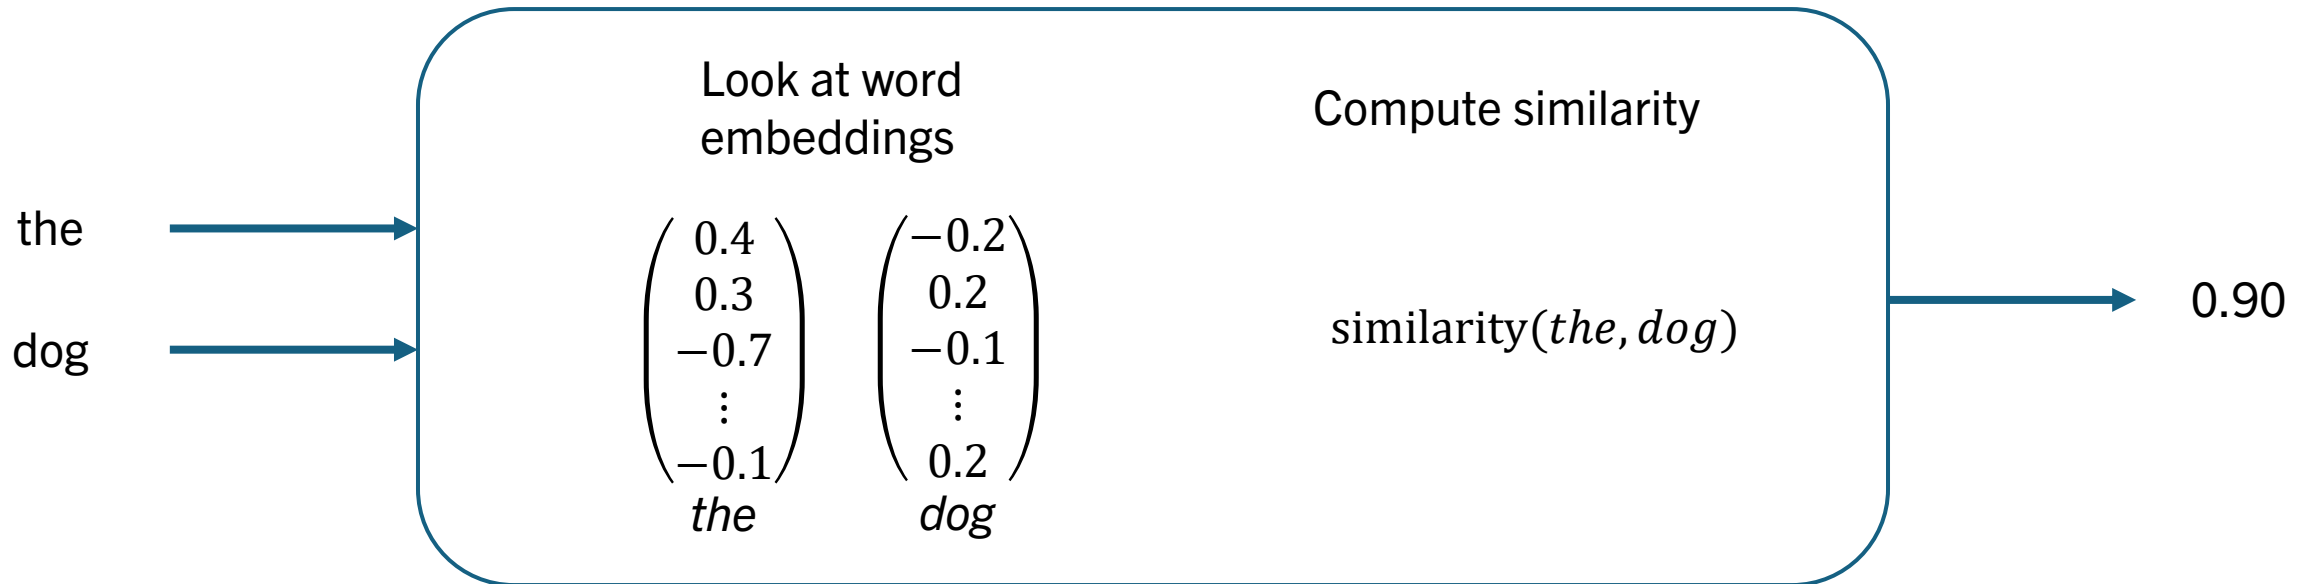 the
dog
Look at word
embeddings
0.4
0.3
−0.7
⋮
−0.1
the
−0.2
0.2
−0.1
⋮
0.2
dog
Compute similarity
similarity(the, dog)
0.90